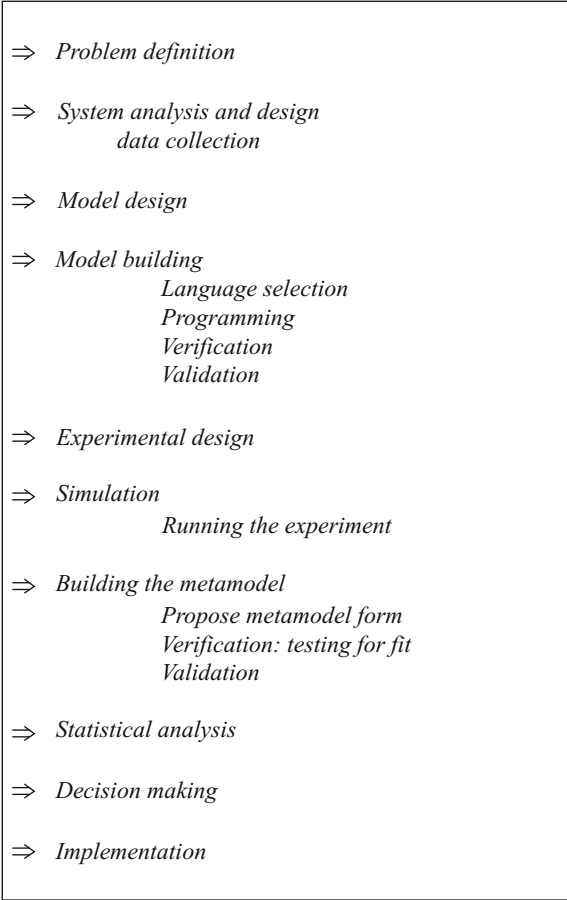 ⇒ Problem definition
⇒ System analysis and design
data collection
⇒ Model design
⇒ Model building
Language selection
Programming
Verification
Validation
⇒ Experimental design
⇒ Simulation
Running the experiment
⇒ Building the metamodel
Propose metamodel form
Verification: testing for fit
Validation
⇒ Statistical analysis
⇒ Decision making
⇒ Implementation